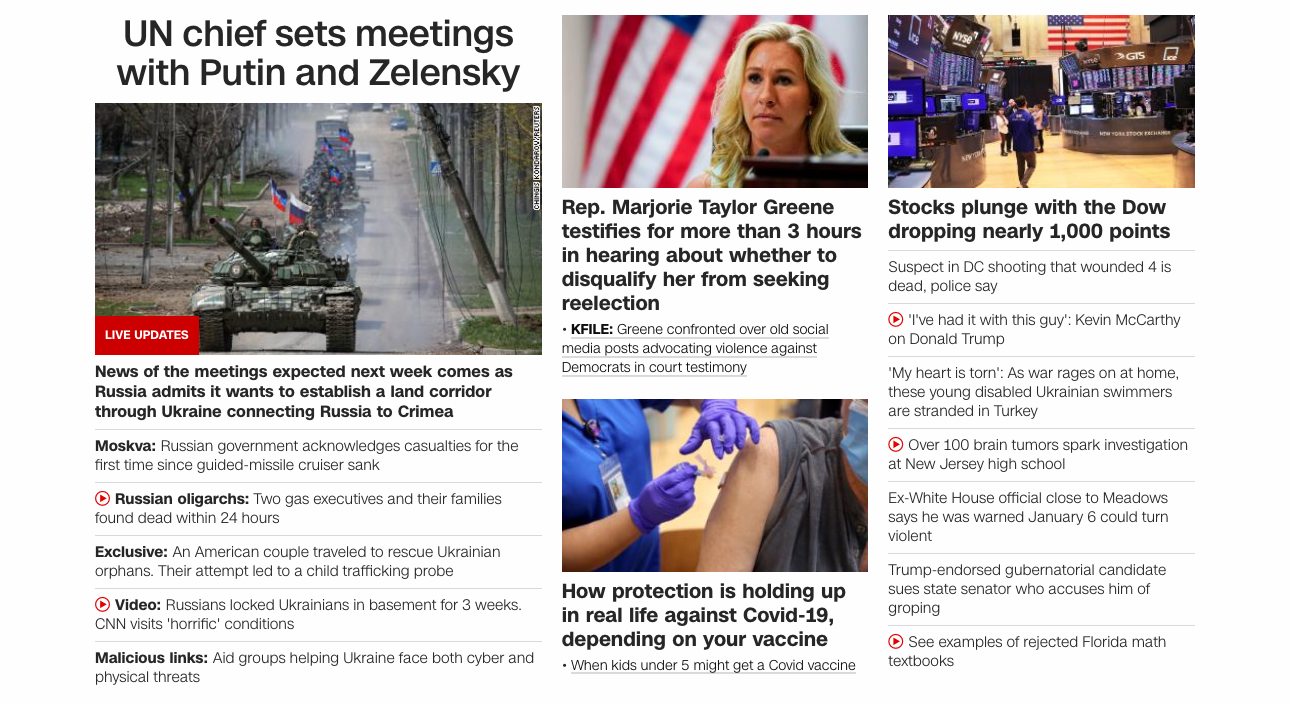 UN chief sets meetings
with Putin and Zelensky
CHINGIS KONDAROV/REUTERS
LIVE UPDATES
News of the meetings expected next week comes as
Russia admits it wants to establish a land corridor
through Ukraine connecting Russia to Crimea
Moskva: Russian government acknowledges casualties for the
first time since guided-missile cruiser sank
Russian oligarchs: Two gas executives and their families
found dead within 24 hours
Exclusive: An American couple traveled to rescue Ukrainian
orphans. Their attempt led to a child trafficking probe
Video: Russians locked Ukrainians in basement for 3 weeks.
CNN visits 'horrific' conditions
Malicious links: Aid groups helping Ukraine face both cyber and
physical threats
Rep. Marjorie Taylor Greene
testifies for more than 3 hours
in hearing about whether to
disqualify her from seeking
reelection
• KFILE: Greene confronted over old social
media posts advocating violence against
Democrats in court testimony
How protection is holding up
in real life against Covid-19,
depending on your vaccine
• When kids under 5 might get a Covid vaccine
NYSE
GTS
ice
NEW YORK STOCK EXCHANGE
Stocks plunge with the Dow
dropping nearly 1,000 points
Suspect in DC shooting that wounded 4 is
dead, police say
'I've had it with this guy': Kevin McCarthy
on Donald Trump
'My heart is torn': As war rages on at home,
these young disabled Ukrainian swimmers
are stranded in Turkey
Over 100 brain tumors spark investigation
at New Jersey high school
Ex-White House official close to Meadows
says he was warned January 6 could turn
violent
Trump-endorsed gubernatorial candidate
sues state senator who accuses him of
groping
See examples of rejected Florida math
textbooks